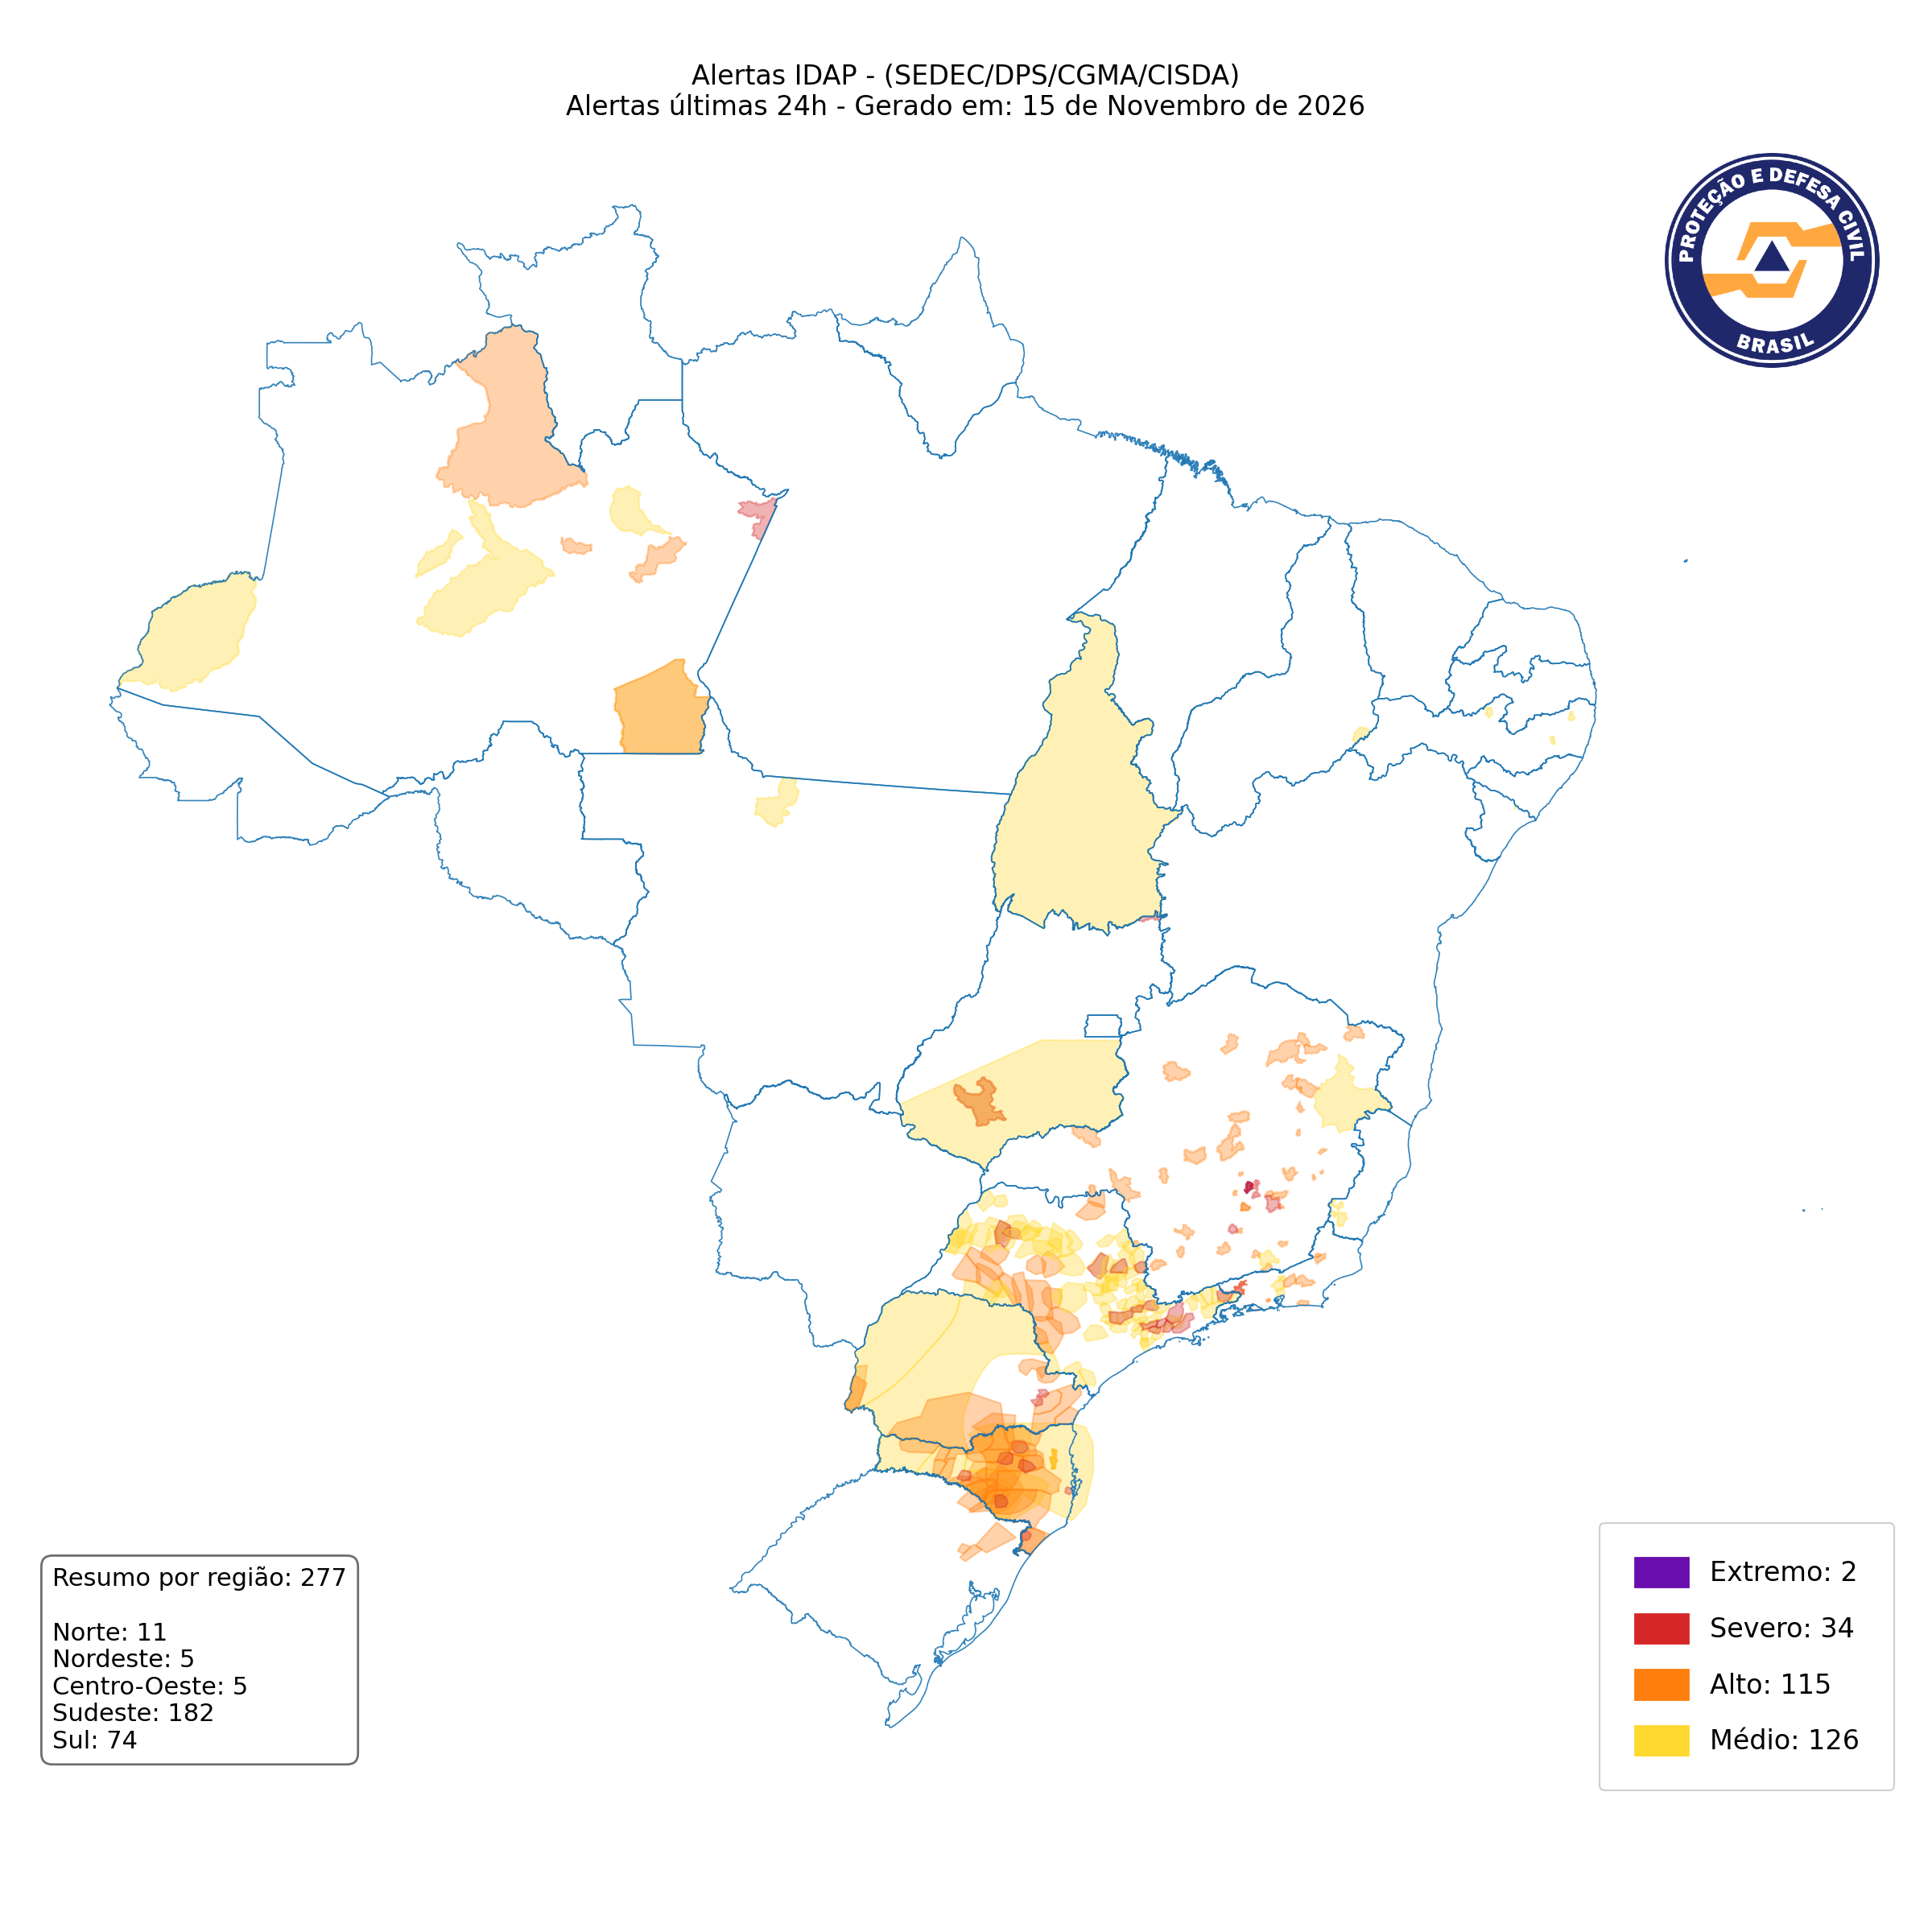 Alertas IDAP - (SEDEC/DPS/CGMA/CISDA)
Alertas últimas 24h - Gerado em: 15 de Novembro de 2026
PROTEÇÃO E DEFESA CIVIL
BRASIL
Resumo por região: 277
Norte: 11
Nordeste: 5
Centro-Oeste: 5
Sudeste: 182
Sul: 74
Extremo: 2
Severo: 34
Alto: 115
Médio: 126